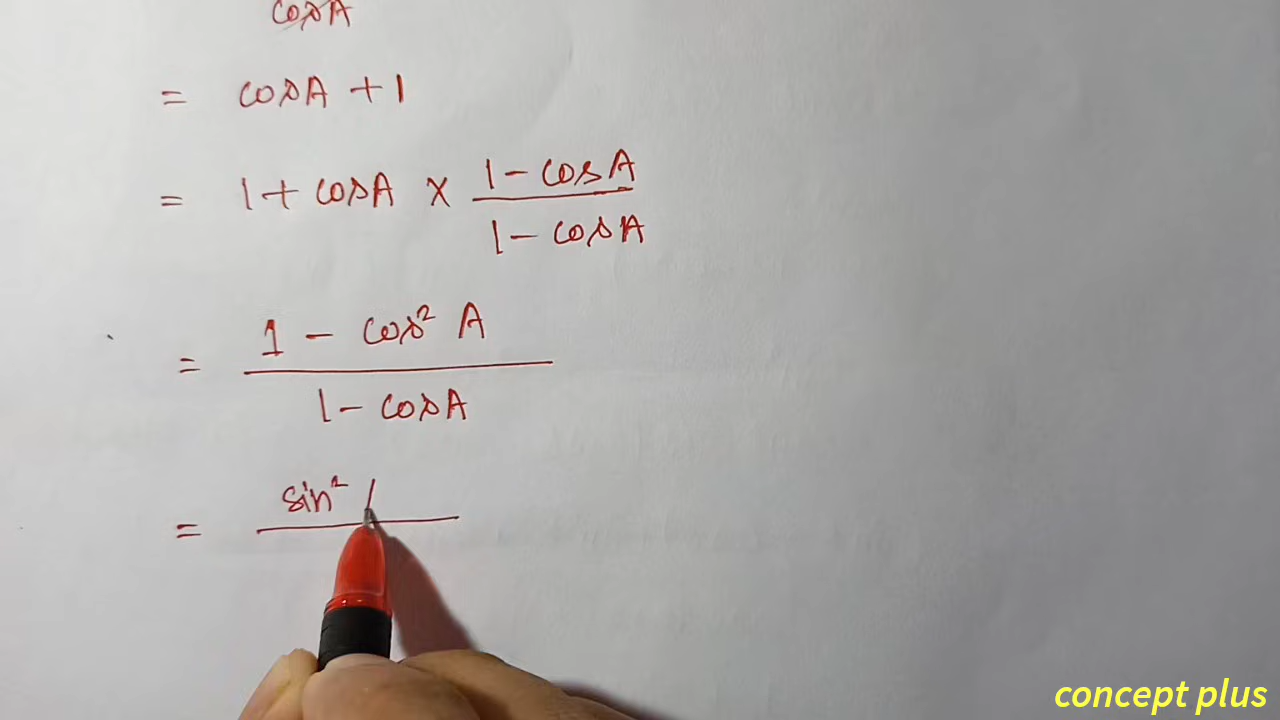 cosA
= cosA + 1
= 1 + cosA × 1 - cosA
1 - cosA
= 1 - cos² A
1 - cosA
= sin²
concept plus